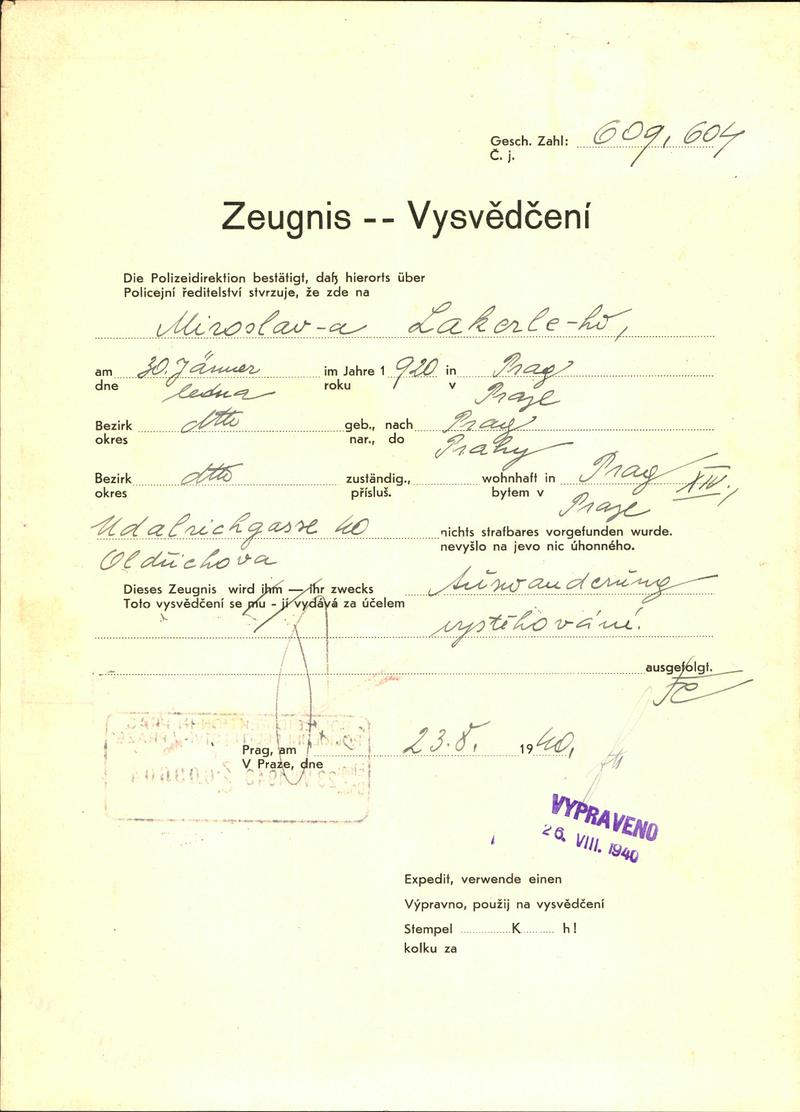 Gesch. Zahl: 609,604
Č. j.
Zeugnis -- Vysvědčení
Die Polizeidirektion bestätigt, daß hierorts über
Policejní ředitelství stvrzuje, že zde na
Miroslav-a Lakerle-ho,
am 30. Jänner im Jahre 1920 in Prag
dne ledna roku v Praze
Bezirk dtto geb., nach Prag
okres nar., do Prahy
Bezirk dtto zuständig., wohnhaft in Prag XIV.,
okres přísluš. bytem v Praze
Udalrichgasse 40 nichts strafbares vorgefunden wurde.
Oldřichova nevyšlo na jevo nic úhonného.
Dieses Zeugnis wird ihm — ihr zwecks Auswanderung
Toto vysvědčení se mu - jí vydává za účelem
vystěhování.
ausgefolgt.
Prag, am 23.8. 1940,
V Praze, dne
VYPRAVENO
26. VIII. 1940
Expedit, verwende einen
Výpravno, použij na vysvědčení
Stempel K h!
kolku za